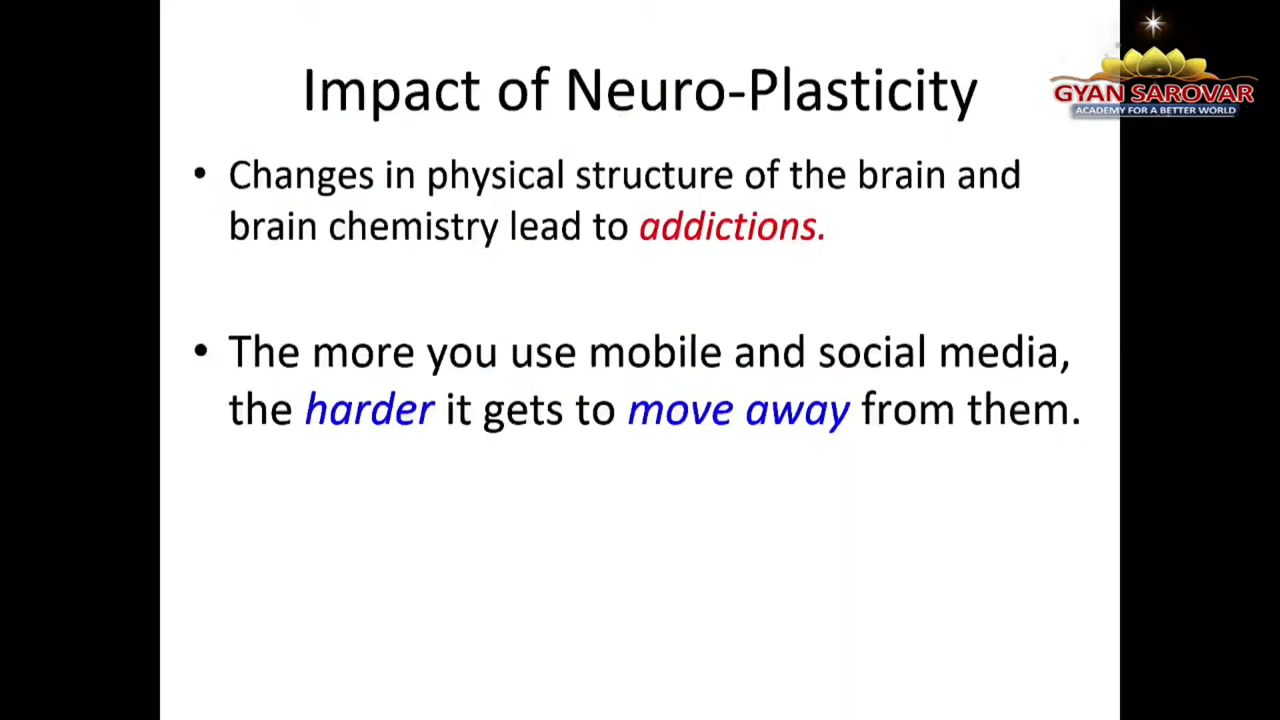 Impact of Neuro-Plasticity
GYAN SAROVAR
ACADEMY FOR A BETTER WORLD
• Changes in physical structure of the brain and
brain chemistry lead to addictions.
• The more you use mobile and social media,
the harder it gets to move away from them.